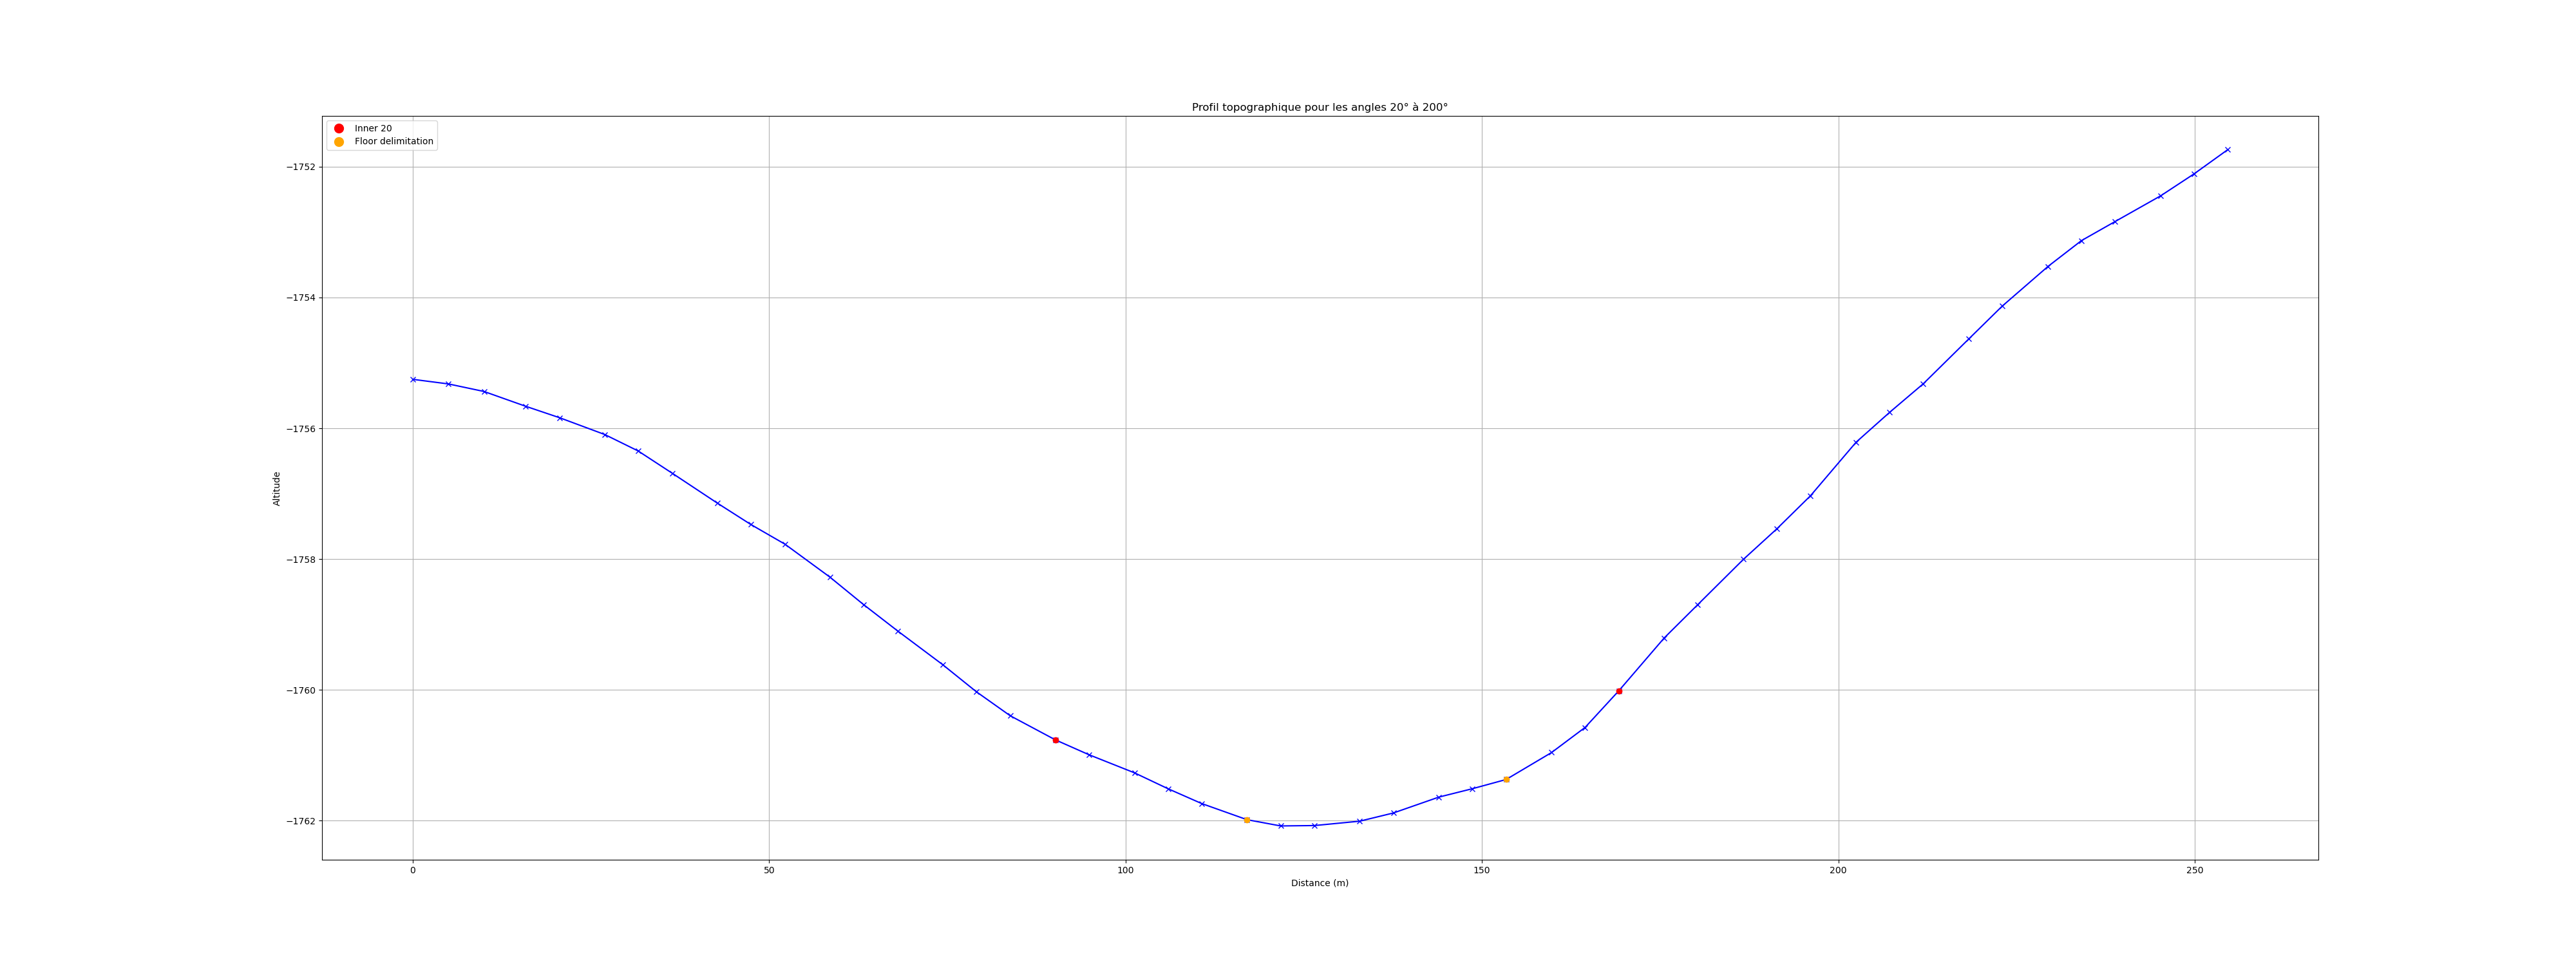 Profil topographique pour les angles 20° à 200°
Inner 20
Floor delimitation
−1752
−1754
−1756
−1758
−1760
−1762
Altitude
0 50 100 150 200 250
Distance (m)